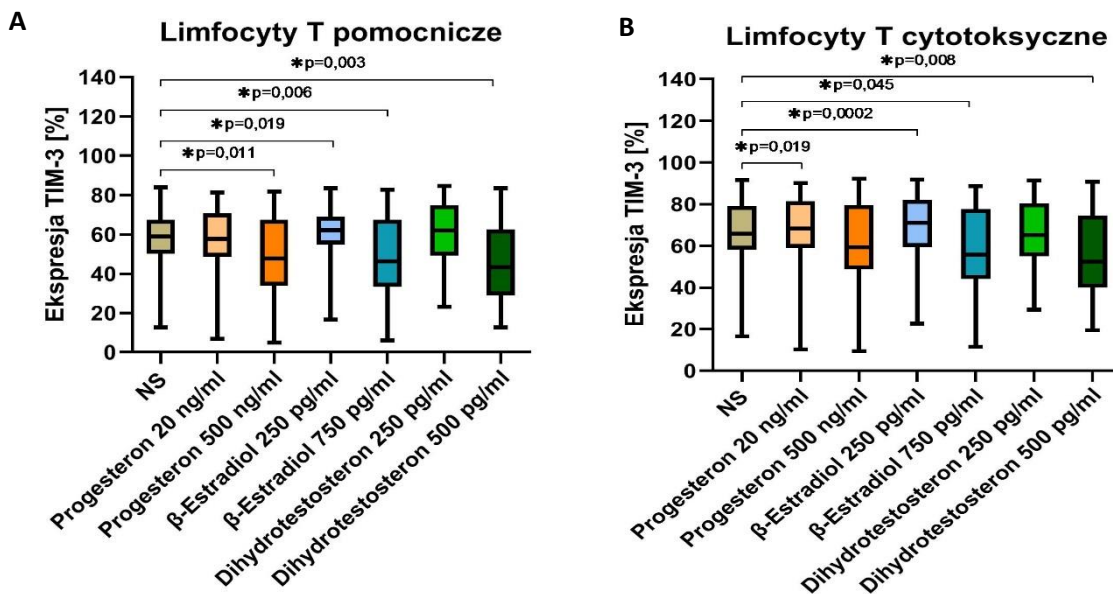 A
Limfocyty T pomocnicze
*p=0,003
*p=0,006
*p=0,019
*p=0,011
Ekspresja TIM-3 [%]
140
120
100
80
60
40
20
0
NS
Progesteron 20 ng/ml
Progesteron 500 ng/ml
β-Estradiol 250 pg/ml
β-Estradiol 750 pg/ml
Dihydrotestosteron 250 pg/ml
Dihydrotestosteron 500 pg/ml
B
Limfocyty T cytotoksyczne
*p=0,008
*p=0,045
*p=0,0002
*p=0,019
Ekspresja TIM-3 [%]
140
120
100
80
60
40
20
0
NS
Progesteron 20 ng/ml
Progesteron 500 ng/ml
β-Estradiol 250 pg/ml
β-Estradiol 750 pg/ml
Dihydrotestosteron 250 pg/ml
Dihydrotestosteron 500 pg/ml